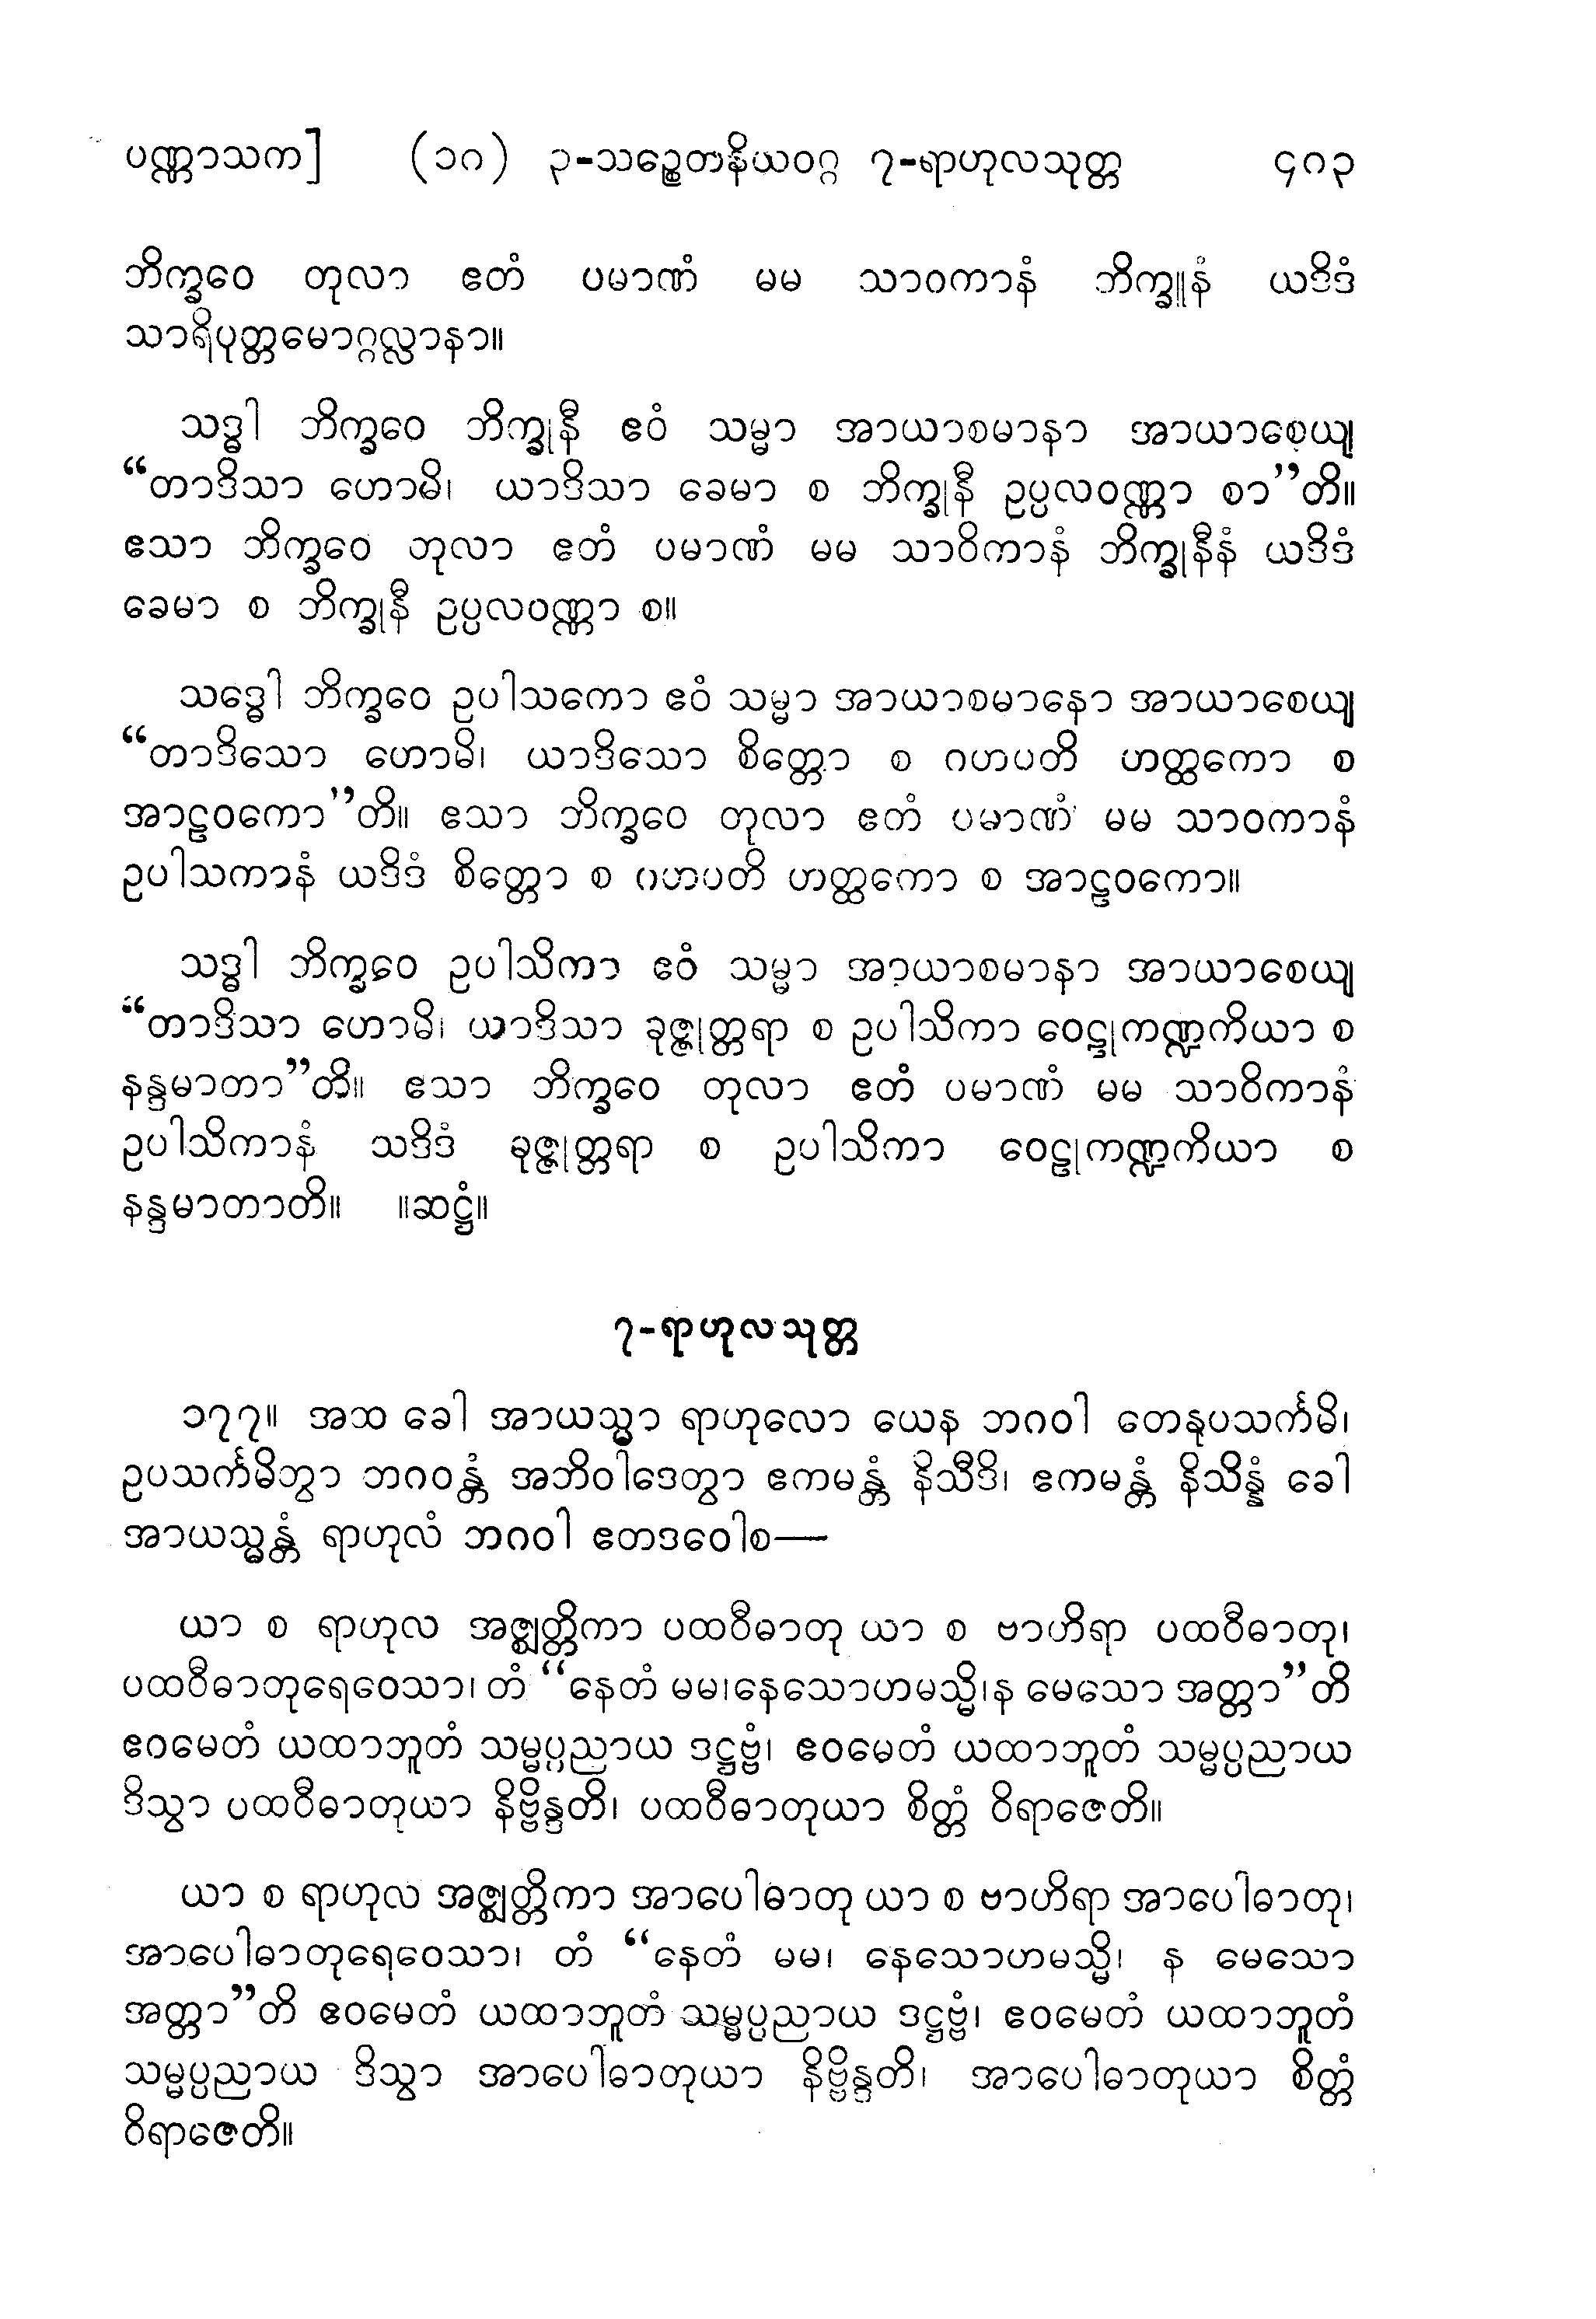 ပဏ္ဏာသက]   (၁၈) ၃-သဉ္စေတနိယဝဂ္ဂ ၇-ရာဟုလသုတ္တ   ၄၈၃
ဘိက္ခဝေ တုလာ ဧတံ ပမာဏံ မမ သာဝကာနံ ဘိက္ခူနံ ယဒိဒံ
သာရိပုတ္တမောဂ္ဂလ္လာနာ။
သဒ္ဓါ ဘိက္ခဝေ ဘိက္ခုနီ ဧဝံ သမ္မာ အာယာစမာနာ အာယာစေယျ
“တာဒိသာ ဟောမိ၊ ယာဒိသာ ခေမာ စ ဘိက္ခုနီ ဥပ္ပလဝဏ္ဏာ စာ”တိ။
ဧသာ ဘိက္ခဝေ တုလာ ဧတံ ပမာဏံ မမ သာဝိကာနံ ဘိက္ခုနီနံ ယဒိဒံ
ခေမာ စ ဘိက္ခုနီ ဥပ္ပလဝဏ္ဏာ စ။
သဒ္ဓေါ ဘိက္ခဝေ ဥပါသကော ဧဝံ သမ္မာ အာယာစမာနော အာယာစေယျ
“တာဒိသော ဟောမိ၊ ယာဒိသော စိတ္တော စ ဂဟပတိ ဟတ္ထကော စ
အာဠဝကော”တိ။ ဧသာ ဘိက္ခဝေ တုလာ ဧတံ ပမာဏံ မမ သာဝကာနံ
ဥပါသကာနံ ယဒိဒံ စိတ္တော စ ဂဟပတိ ဟတ္ထကော စ အာဠဝကော။
သဒ္ဓါ ဘိက္ခဝေ ဥပါသိကာ ဧဝံ သမ္မာ အာယာစမာနာ အာယာစေယျ
“တာဒိသာ ဟောမိ၊ ယာဒိသာ ခုဇ္ဇုတ္တရာ စ ဥပါသိကာ ဝေဠုကဏ္ဍကိယာ စ
နန္ဒမာတာ”တိ။ ဧသာ ဘိက္ခဝေ တုလာ ဧတံ ပမာဏံ မမ သာဝိကာနံ
ဥပါသိကာနံ သဒိဒံ ခုဇ္ဇုတ္တရာ စ ဥပါသိကာ ဝေဠုကဏ္ဍကိယာ စ
နန္ဒမာတာတိ။ ။ဆဋ္ဌံ။
၇-ရာဟုလသုတ္တ
၁၇၇။ အထ ခေါ အာယသ္မာ ရာဟုလော ယေန ဘဂဝါ တေနုပသင်္ကမိ၊
ဥပသင်္ကမိတွာ ဘဂဝန္တံ အဘိဝါဒေတွာ ဧကမန္တံ နိသီဒိ၊ ဧကမန္တံ နိသိန္နံ ခေါ
အာယသ္မန္တံ ရာဟုလံ ဘဂဝါ ဧတဒဝေါစ—
ယာ စ ရာဟုလ အဇ္ဈတ္တိကာ ပထဝီဓာတု ယာ စ ဗာဟိရာ ပထဝီဓာတု၊
ပထဝီဓာတုရေဝေသာ၊ တံ “နေတံ မမ၊နေသောဟမသ္မိ၊န မေသော အတ္တာ”တိ
ဧဝမေတံ ယထာဘူတံ သမ္မပ္ပညာယ ဒဋ္ဌဗ္ဗံ၊ ဧဝမေတံ ယထာဘူတံ သမ္မပ္ပညာယ
ဒိသွာ ပထဝီဓာတုယာ နိဗ္ဗိန္ဒတိ၊ ပထဝီဓာတုယာ စိတ္တံ ဝိရာဇေတိ။
ယာ စ ရာဟုလ အဇ္ဈတ္တိကာ အာပေါဓာတု ယာ စ ဗာဟိရာ အာပေါဓာတု၊
အာပေါဓာတုရေဝေသာ၊ တံ “နေတံ မမ၊ နေသောဟမသ္မိ၊ န မေသော
အတ္တာ”တိ ဧဝမေတံ ယထာဘူတံ သမ္မပ္ပညာယ ဒဋ္ဌဗ္ဗံ၊ ဧဝမေတံ ယထာဘူတံ
သမ္မပ္ပညာယ ဒိသွာ အာပေါဓာတုယာ နိဗ္ဗိန္ဒတိ၊ အာပေါဓာတုယာ စိတ္တံ
ဝိရာဇေတိ။